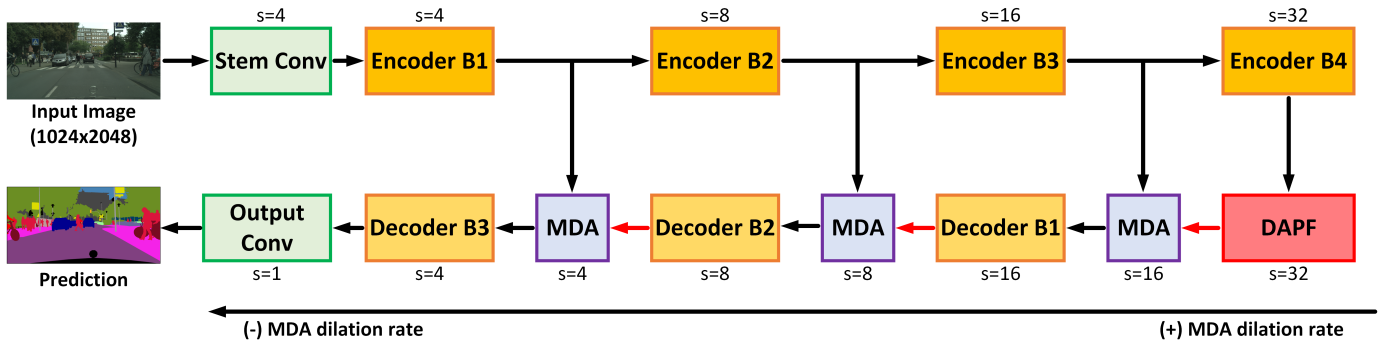 s=4
s=4
s=8
s=16
s=32
Stem Conv
Encoder B1
Encoder B2
Encoder B3
Encoder B4
Input Image
(1024x2048)
Output
Conv
Decoder B3
MDA
Decoder B2
MDA
Decoder B1
MDA
DAPF
Prediction
s=1
s=4
s=4
s=8
s=8
s=16
s=16
s=32
(-) MDA dilation rate
(+) MDA dilation rate